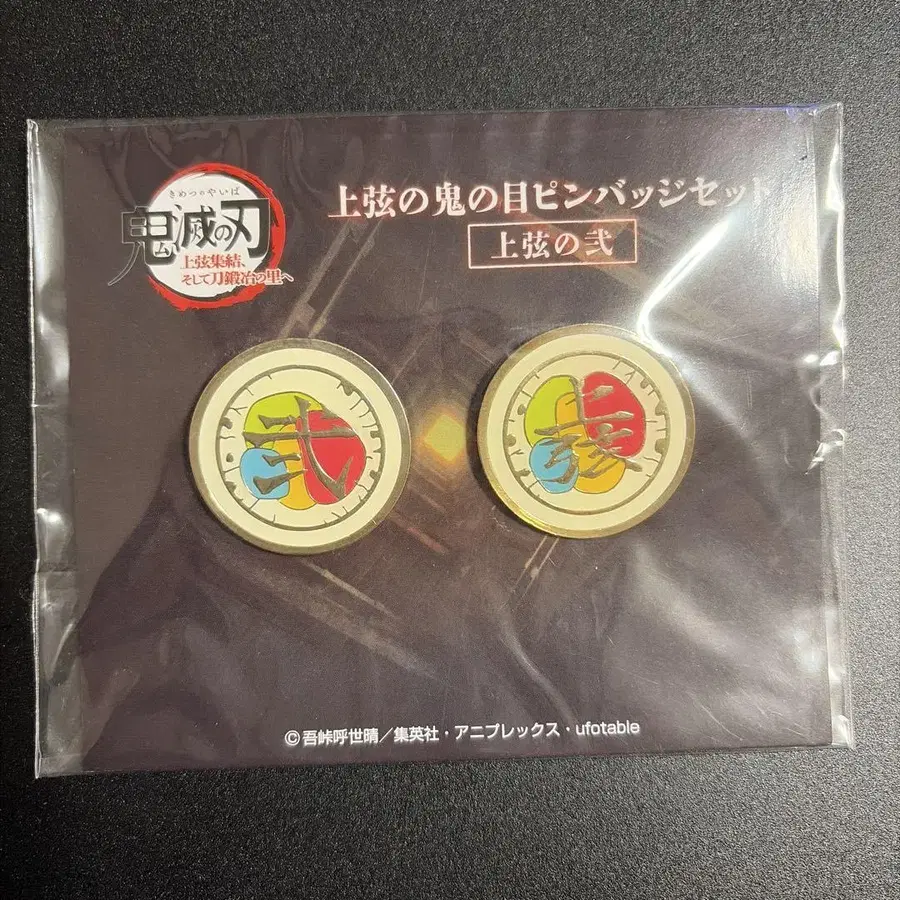 きめつのやいば
鬼滅の刃
上弦集結、
そして刀鍛冶の里へ
上弦の鬼の目ピンバッジセット
上弦の弐
弐
上弦
©吾峠呼世晴／集英社・アニプレックス・ufotable